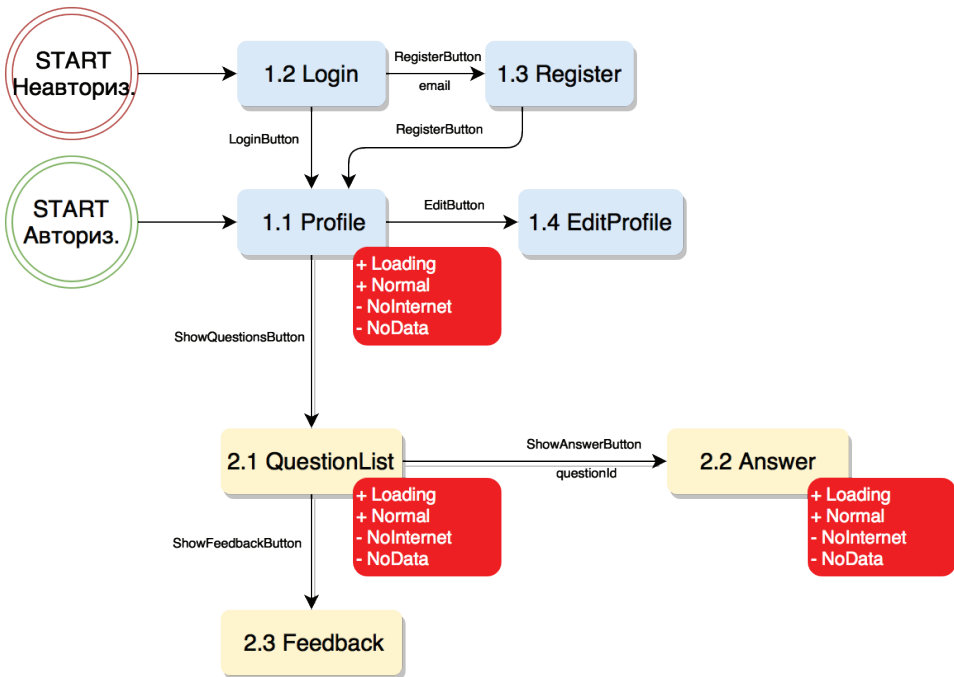 START
Неавториз.
1.2 Login
RegisterButton
email
1.3 Register
LoginButton
RegisterButton
START
Авториз.
1.1 Profile
EditButton
1.4 EditProfile
+ Loading
+ Normal
- NoInternet
- NoData
ShowQuestionsButton
2.1 QuestionList
ShowAnswerButton
questionId
2.2 Answer
+ Loading
+ Normal
- NoInternet
- NoData
+ Loading
+ Normal
- NoInternet
- NoData
ShowFeedbackButton
2.3 Feedback